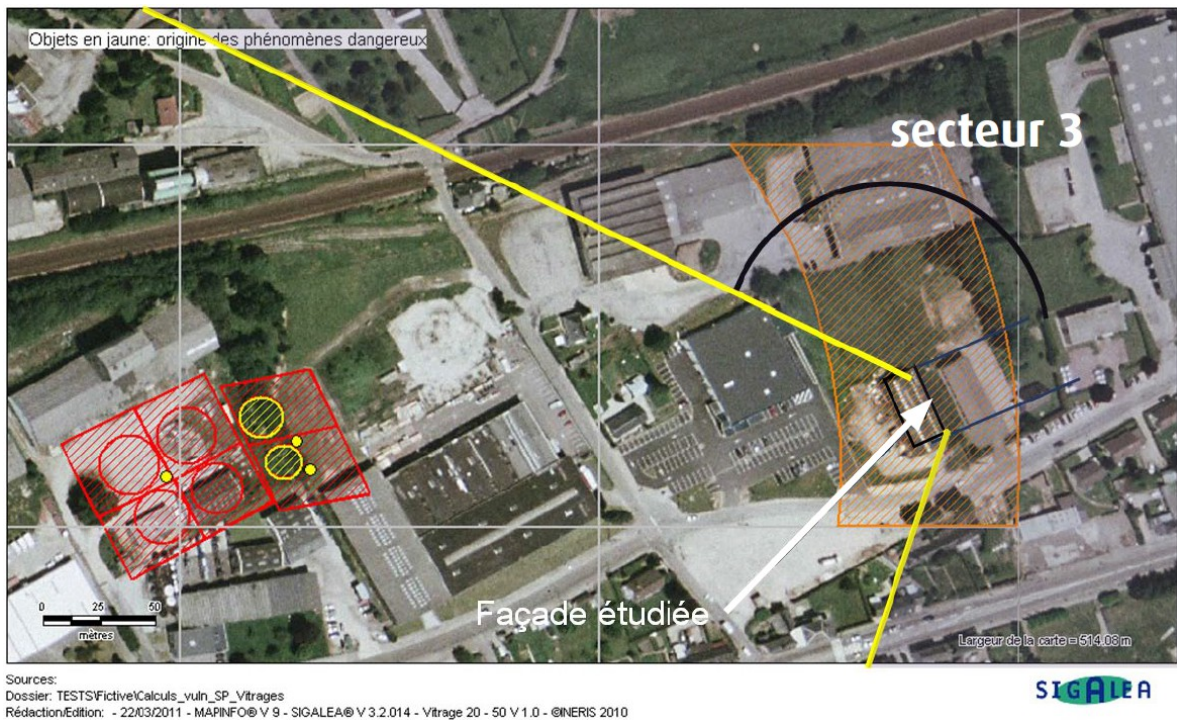 Objets en jaune: origine des phénomènes dangereux
secteur 3
Façade étudiée
0 25 50
mètres
Largeur de la carte = 514.08 m
Sources:
Dossier: TESTS\Fictive\Calculs_vuln_SP_Vitrages
Rédaction/Edition: - 22/03/2011 - MAPINFO® V 9 - SIGALEA® V 3.2.014 - Vitrage 20 - 50 V 1.0 - ©INERIS 2010
SIGALEA